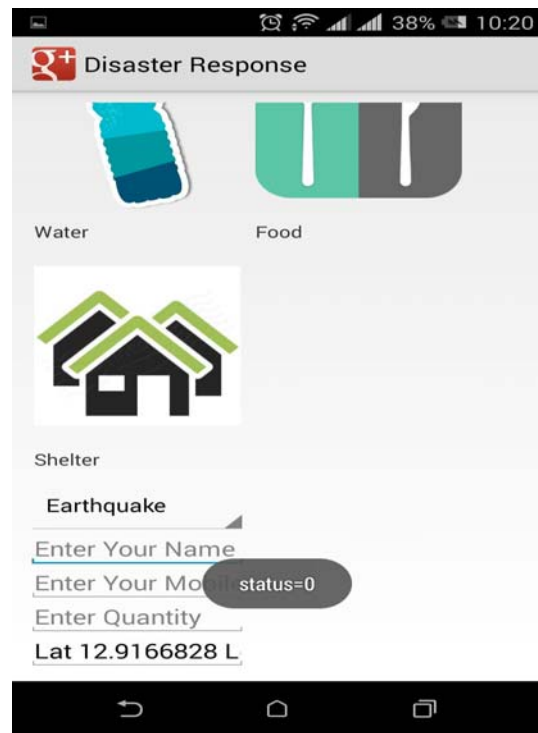 38% 10:20
g+ Disaster Response
Water Food
Shelter
Earthquake
Enter Your Name
Enter Your Mo
status=0
Enter Quantity
Lat 12.9166828 L